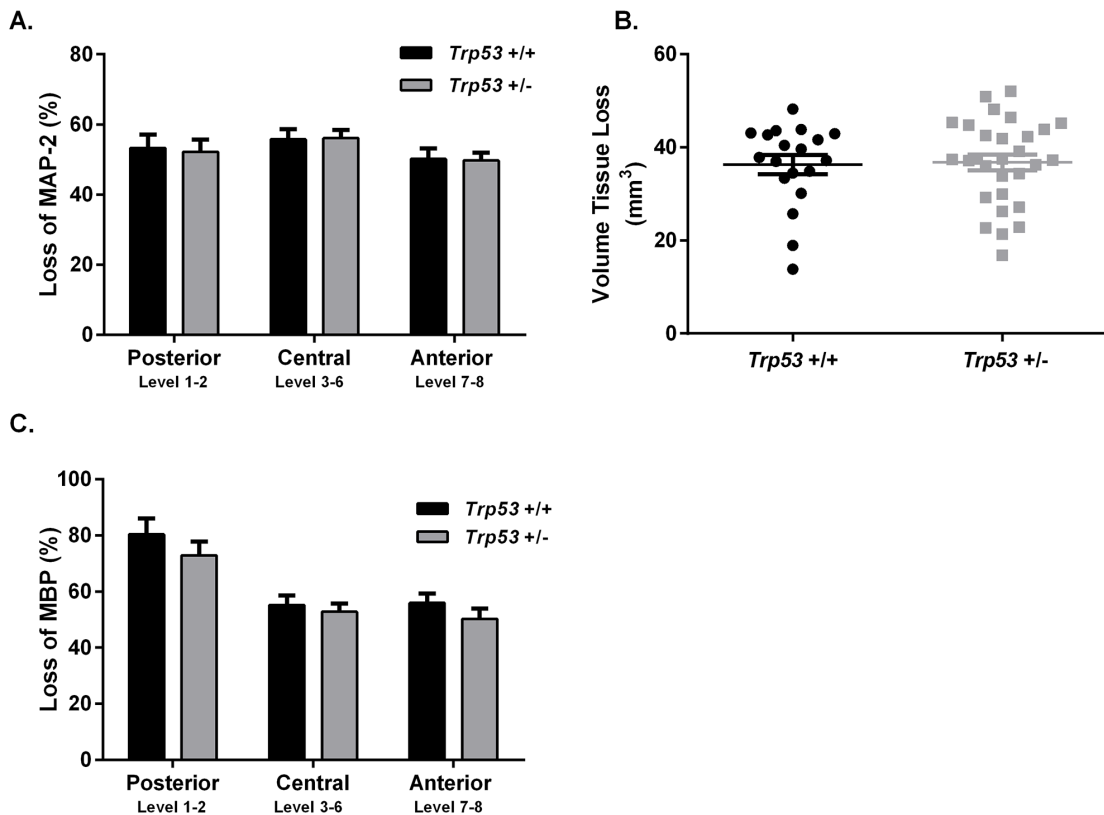 A.
80
60
40
20
0
Loss of MAP-2 (%)
Trp53 +/+
Trp53 +/-
Posterior
Level 1-2
Central
Level 3-6
Anterior
Level 7-8
B.
60
40
20
0
Volume Tissue Loss
(mm³)
Trp53 +/+
Trp53 +/-
C.
100
80
60
40
20
0
Loss of MBP (%)
Trp53 +/+
Trp53 +/-
Posterior
Level 1-2
Central
Level 3-6
Anterior
Level 7-8